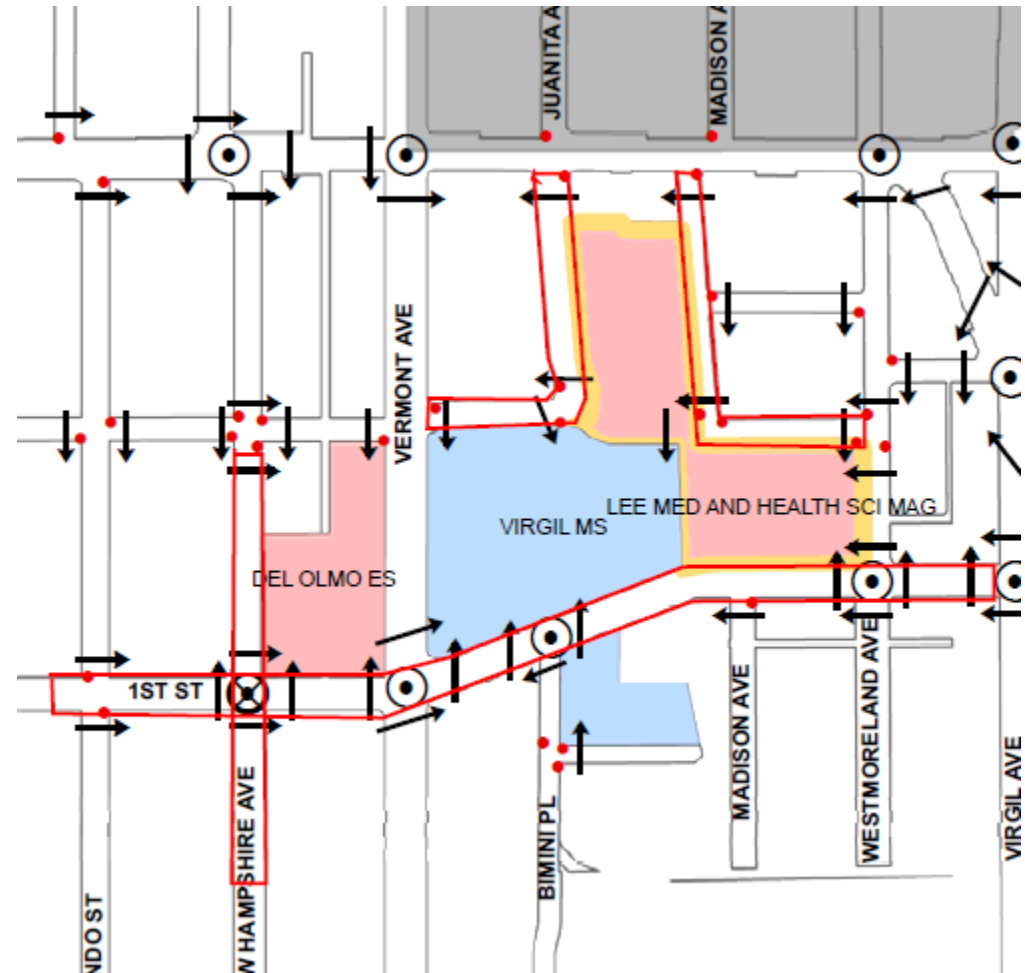 JUANITA A
MADISON A
VERMONT AVE
LEE MED AND HEALTH SCI MAG
VIRGIL MS
DEL OLMO ES
1ST ST
MADISON AVE
WESTMORELAND AVE
VIRGIL AVE
BIMINI PL
W HAMPSHIRE AVE
NDO ST